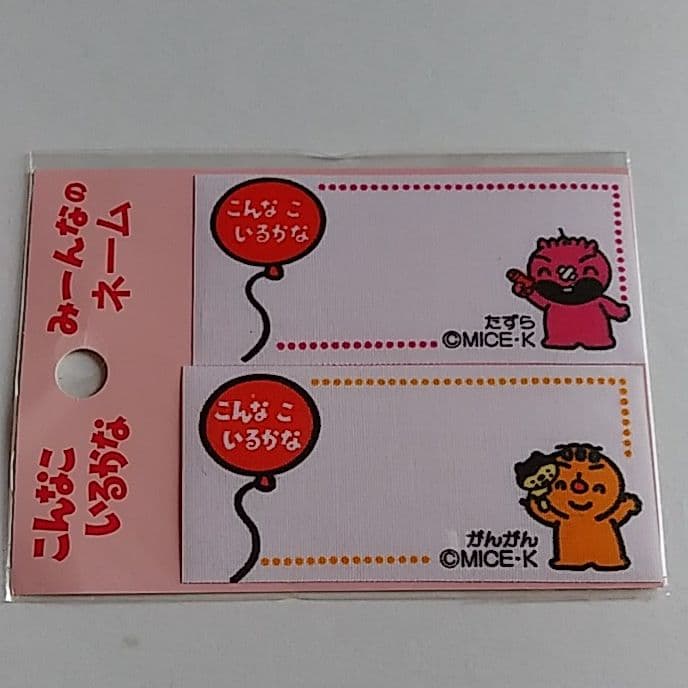 みーんなの
ネーム
こんなこ
いるかな
こんな こ
いるかな
たずら
©MICE・K
こんな こ
いるかな
がんがん
©MICE・K